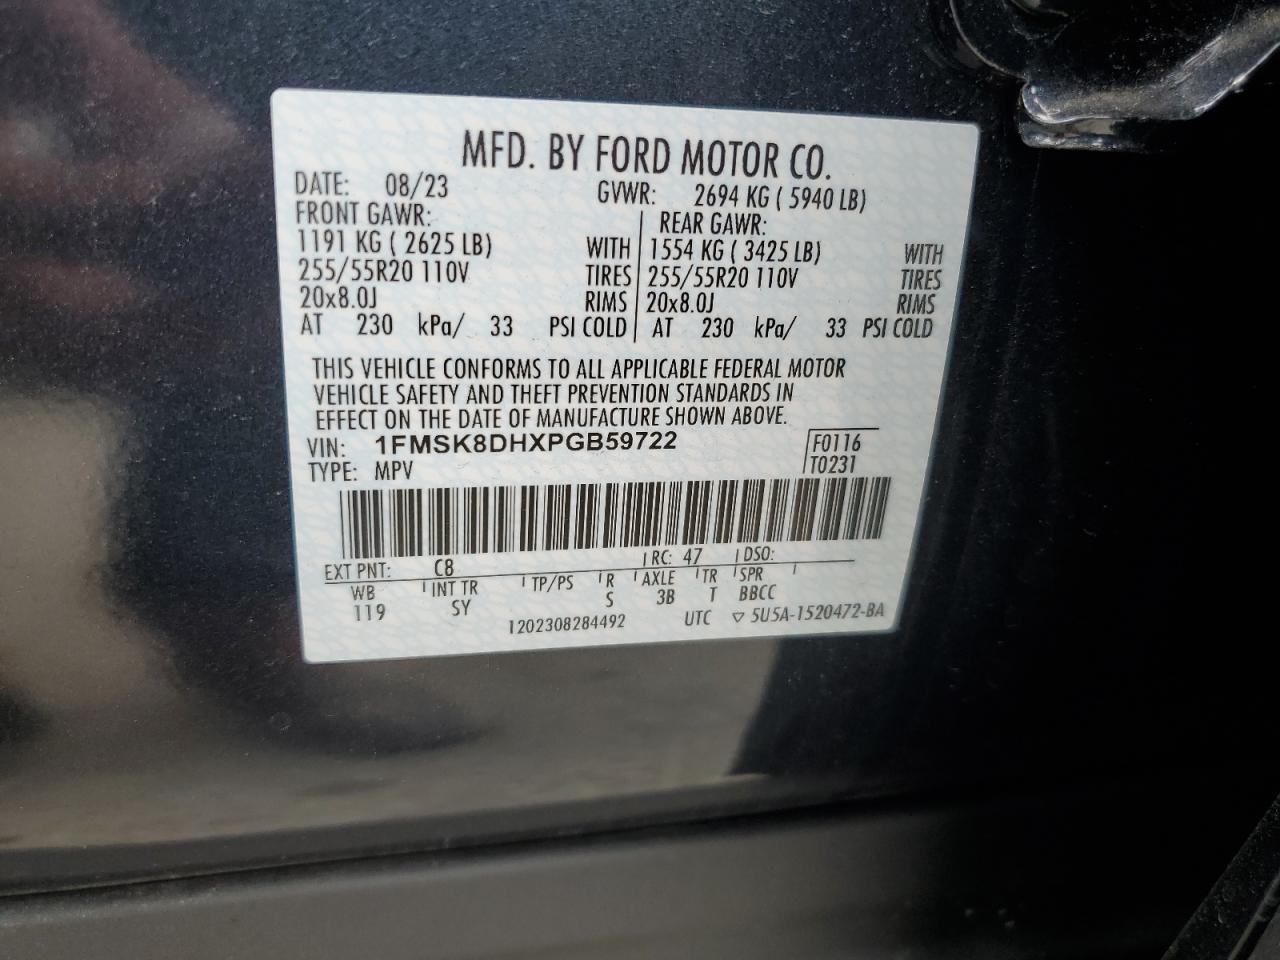 MFD. BY FORD MOTOR CO.
DATE: 08/23 GVWR: 2694 KG ( 5940 LB)
FRONT GAWR: REAR GAWR:
1191 KG ( 2625 LB) WITH 1554 KG ( 3425 LB) WITH
255/55R20 110V TIRES 255/55R20 110V TIRES
20x8.0J RIMS 20x8.0J RIMS
AT 230 kPa/ 33 PSI COLD AT 230 kPa/ 33 PSI COLD
THIS VEHICLE CONFORMS TO ALL APPLICABLE FEDERAL MOTOR
VEHICLE SAFETY AND THEFT PREVENTION STANDARDS IN
EFFECT ON THE DATE OF MANUFACTURE SHOWN ABOVE.
VIN: 1FMSK8DHXPGB59722 F0116
TYPE: MPV T0231
EXT PNT: C8 RC: 47 DSO:
WB INT TR TP/PS R AXLE TR SPR
119 SY S 3B T BBCC
1202308284492 UTC ▽ 5U5A-1520472-BA